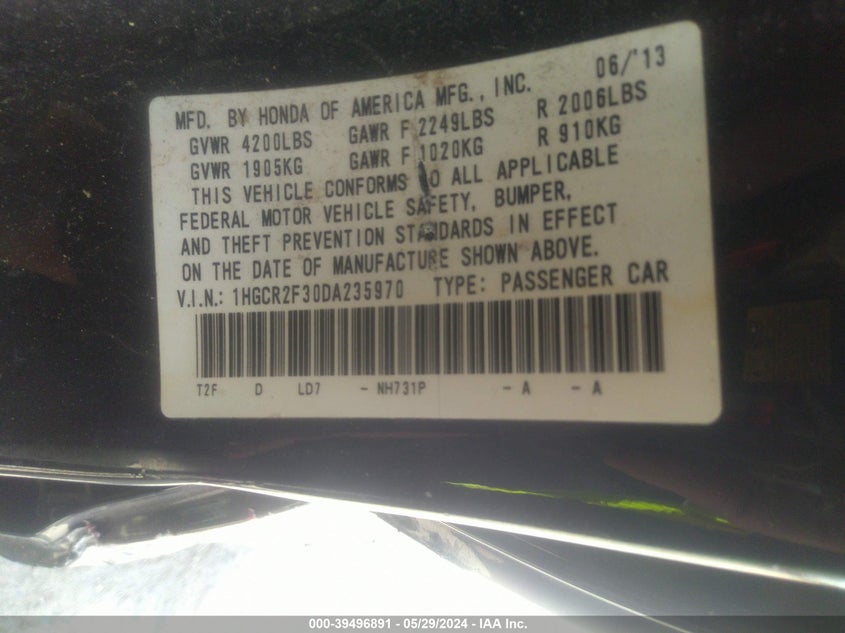 MFD. BY HONDA OF AMERICA MFG., INC. 06/'13
GVWR 4200LBS GAWR F 2249LBS R 2006LBS
GVWR 1905KG GAWR F 1020KG R 910KG
THIS VEHICLE CONFORMS TO ALL APPLICABLE
FEDERAL MOTOR VEHICLE SAFETY, BUMPER,
AND THEFT PREVENTION STANDARDS IN EFFECT
ON THE DATE OF MANUFACTURE SHOWN ABOVE.
V.I.N.: 1HGCR2F30DA235970 TYPE: PASSENGER CAR
T2F D LD7 - NH731P - A - A
000-39496891 - 05/29/2024 - IAA Inc.